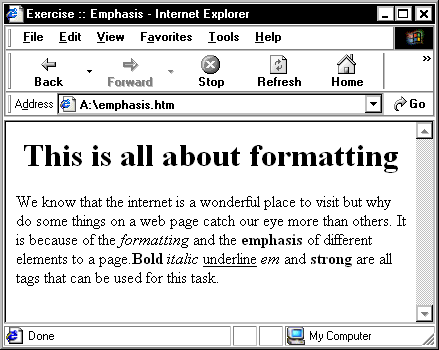 Exercise :: Emphasis - Internet Explorer
File Edit View Favorites Tools Help
Back Forward Stop Refresh Home »
Address A:\emphasis.htm Go
This is all about formatting
We know that the internet is a wonderful place to visit but why
do some things on a web page catch our eye more than others. It
is because of the formatting and the emphasis of different
elements to a page.Bold italic underline em and strong are all
tags that can be used for this task.
Done My Computer